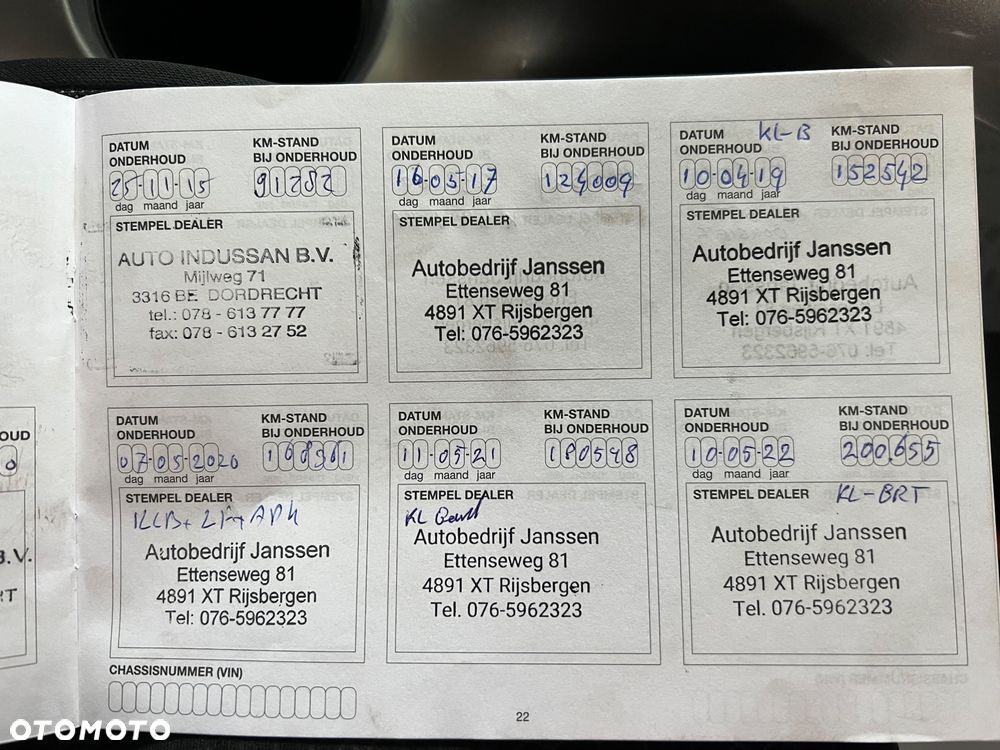 DATUM ONDERHOUD
KM-STAND BIJ ONDERHOUD
25-11-15
91282
dag maand jaar
STEMPEL DEALER
AUTO INDUSSAN B.V.
Mijlweg 71
3316 BE DORDRECHT
tel.: 078 - 613 77 77
fax: 078 - 613 27 52
DATUM ONDERHOUD
KM-STAND BIJ ONDERHOUD
16-05-17
124009
dag maand jaar
STEMPEL DEALER
Autobedrijf Janssen
Ettenseweg 81
4891 XT Rijsbergen
Tel: 076-5962323
DATUM ONDERHOUD
KL-B
KM-STAND BIJ ONDERHOUD
10-04-19
152542
dag maand jaar
STEMPEL DEALER
Autobedrijf Janssen
Ettenseweg 81
4891 XT Rijsbergen
Tel: 076-5962323
DATUM ONDERHOUD
KM-STAND BIJ ONDERHOUD
07-05-2020
168961
dag maand jaar
STEMPEL DEALER
Autobedrijf Janssen
Ettenseweg 81
4891 XT Rijsbergen
Tel: 076-5962323
DATUM ONDERHOUD
KM-STAND BIJ ONDERHOUD
11-05-21
180548
dag maand jaar
STEMPEL DEALER
KL
Autobedrijf Janssen
Ettenseweg 81
4891 XT Rijsbergen
Tel. 076-5962323
DATUM ONDERHOUD
KM-STAND BIJ ONDERHOUD
10-05-22
200655
dag maand jaar
STEMPEL DEALER
KL-BRT
Autobedrijf Janssen
Ettenseweg 81
4891 XT Rijsbergen
Tel. 076-5962323
CHASSISNUMMER (VIN)
22
OTOMOTO